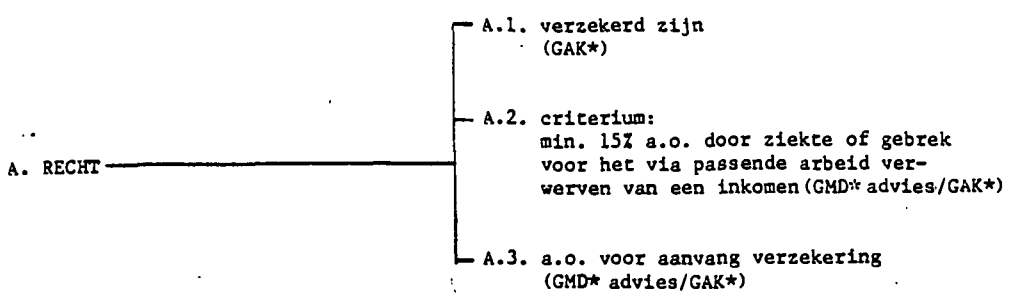 A. RECHT
A.1. verzekerd zijn
(GAK*)
A.2. criterium:
min. 15% a.o. door ziekte of gebrek
voor het via passende arbeid ver-
werven van een inkomen (GMD* advies/GAK*)
A.3. a.o. voor aanvang verzekering
(GMD* advies/GAK*)